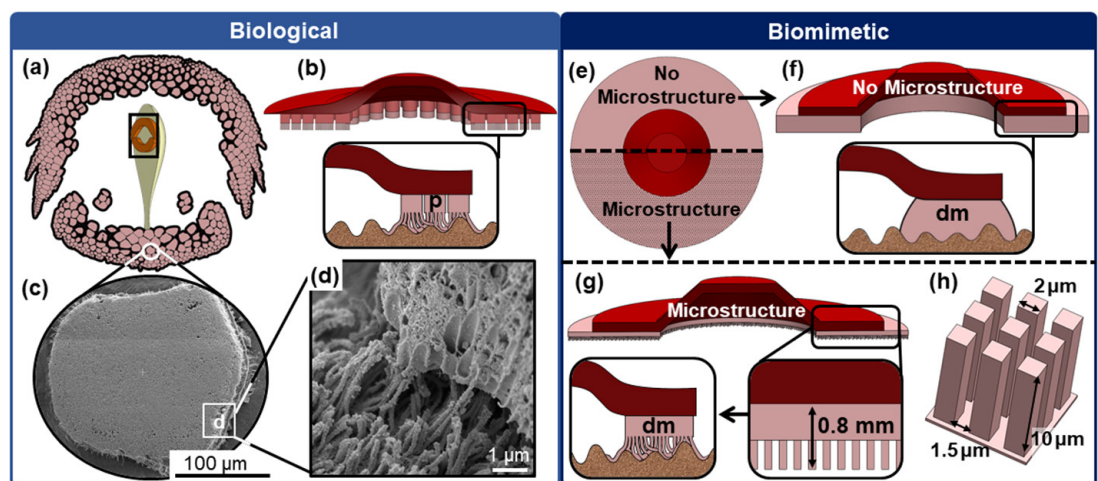 Biological
Biomimetic
(a)
(b)
p
(c)
d
100 µm
(d)
1 µm
(e)
No
Microstructure
Microstructure
(f)
No Microstructure
dm
(g)
Microstructure
dm
0.8 mm
(h)
2µm
10µm
1.5µm